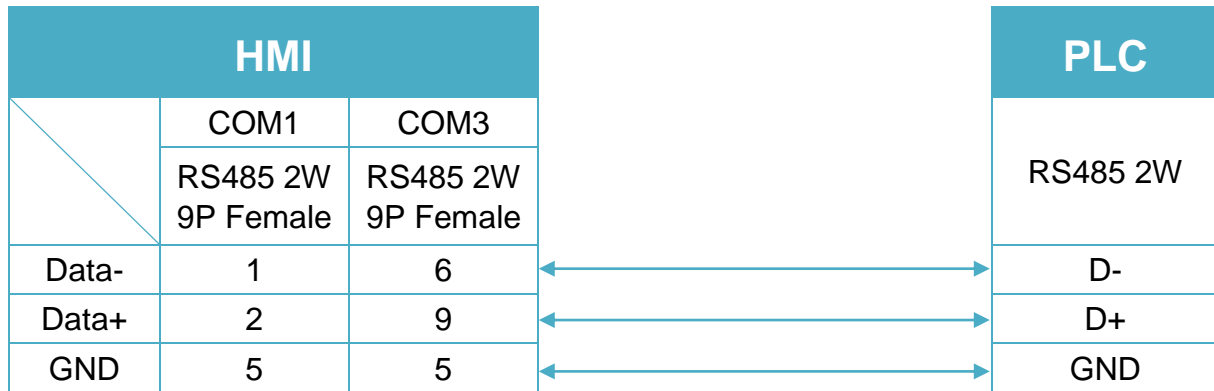 HMI
PLC
COM1 COM3
RS485 2W
9P Female
RS485 2W
9P Female
RS485 2W
Data- 1 6 D-
Data+ 2 9 D+
GND 5 5 GND